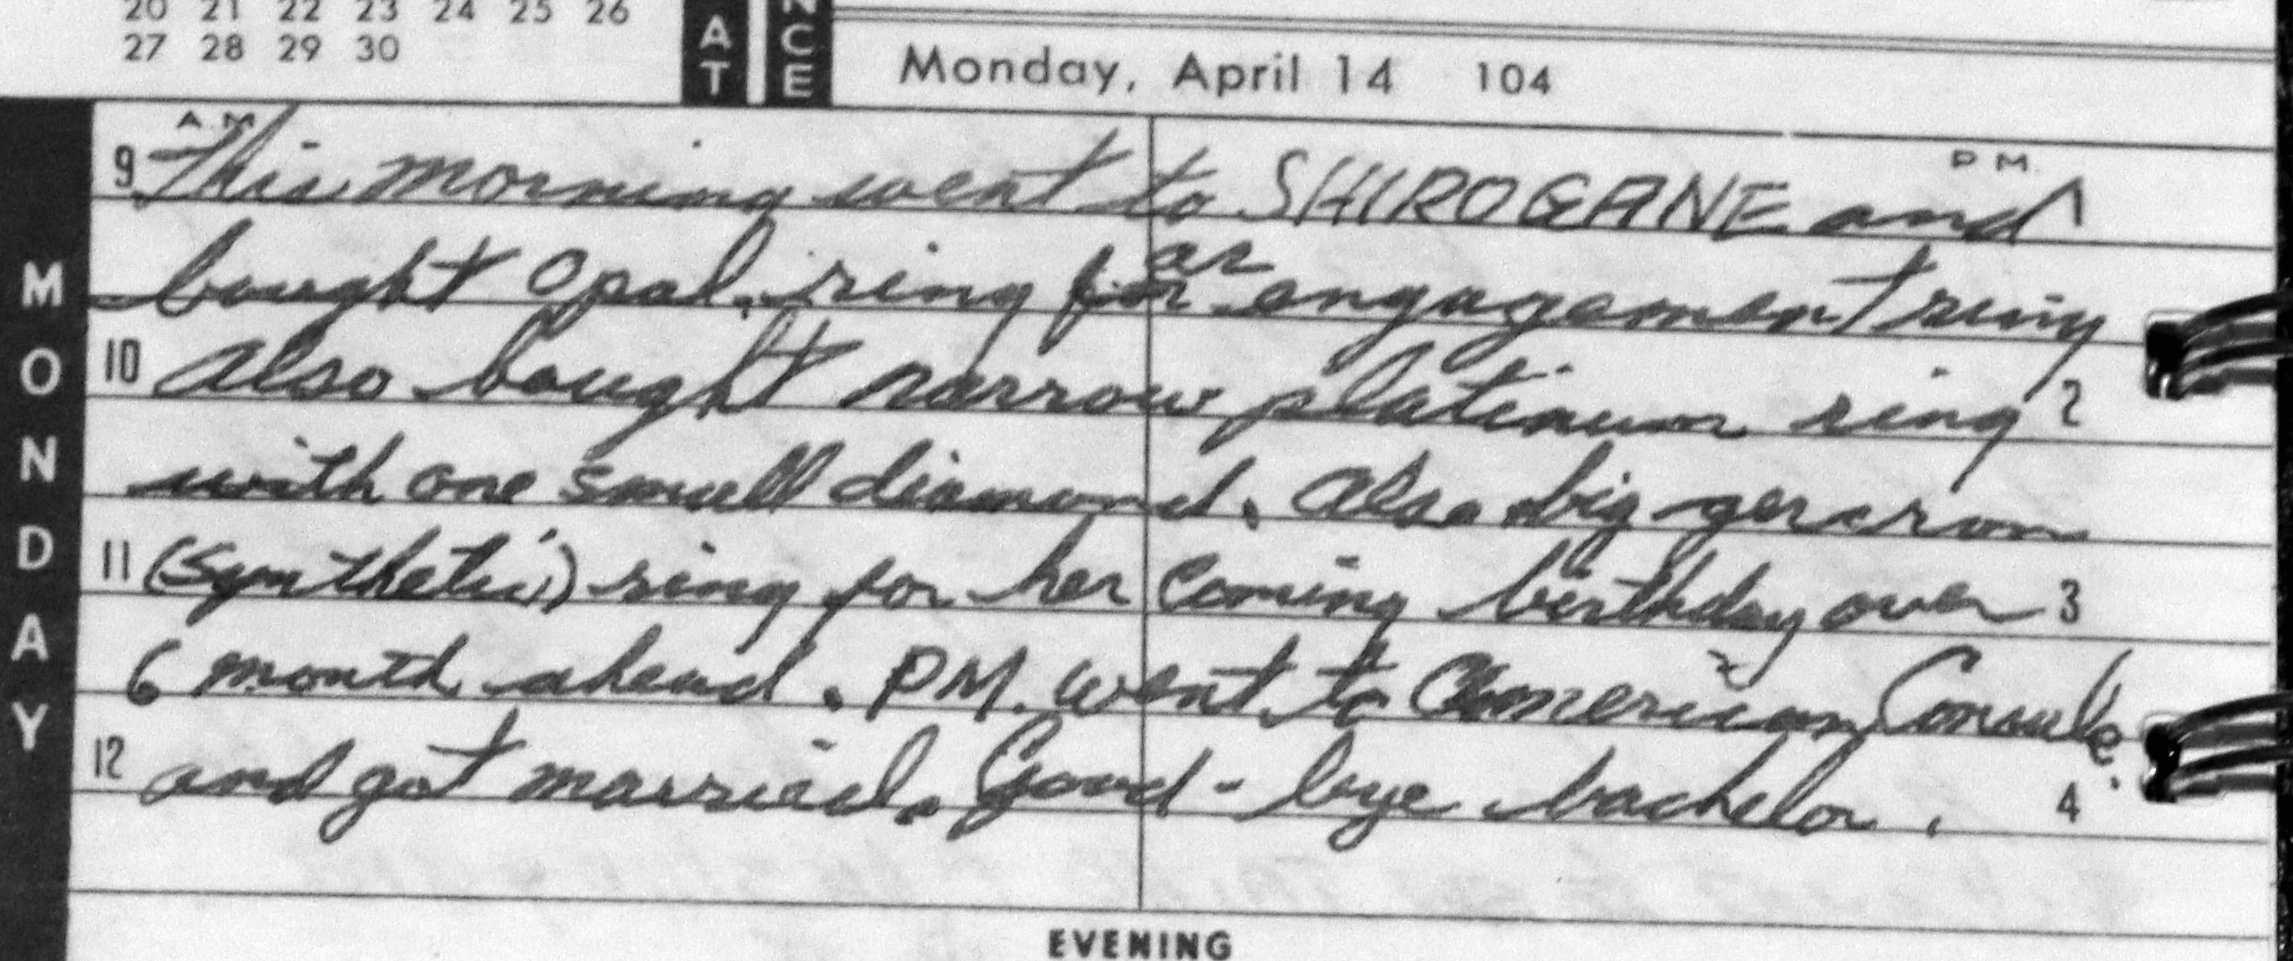 20 21 22 23 24 25 26
27 28 29 30
AT
NCE
Monday, April 14 104
MONDAY
A.M. P.M.
9 This morning went to SHIROGANE and 1
bought Opal. ring for as engagement ring
10 also bought narrow platinum ring 2
with one small diamond. Also big
11 (synthetic) ring for her coming birthday over 3
6 month ahead. PM. went to American Consule
12 and got married. Good-bye bachelor. 4
EVENING